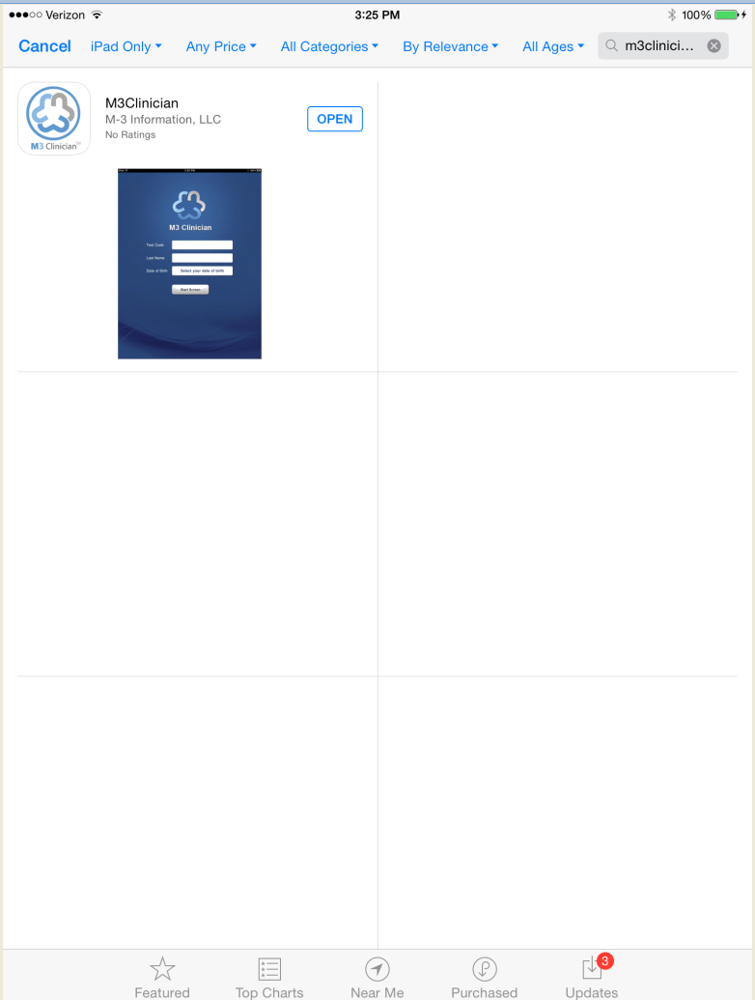 Verizon 3:25 PM 100%
Cancel iPad Only Any Price All Categories By Relevance All Ages m3clinici...
M3Clinician
M-3 Information, LLC
No Ratings
OPEN
M3 Clinician™
M3 Clinician
Test Code
Last Name
Date of Birth Select your date of birth
Start Screen
3
Featured Top Charts Near Me Purchased Updates